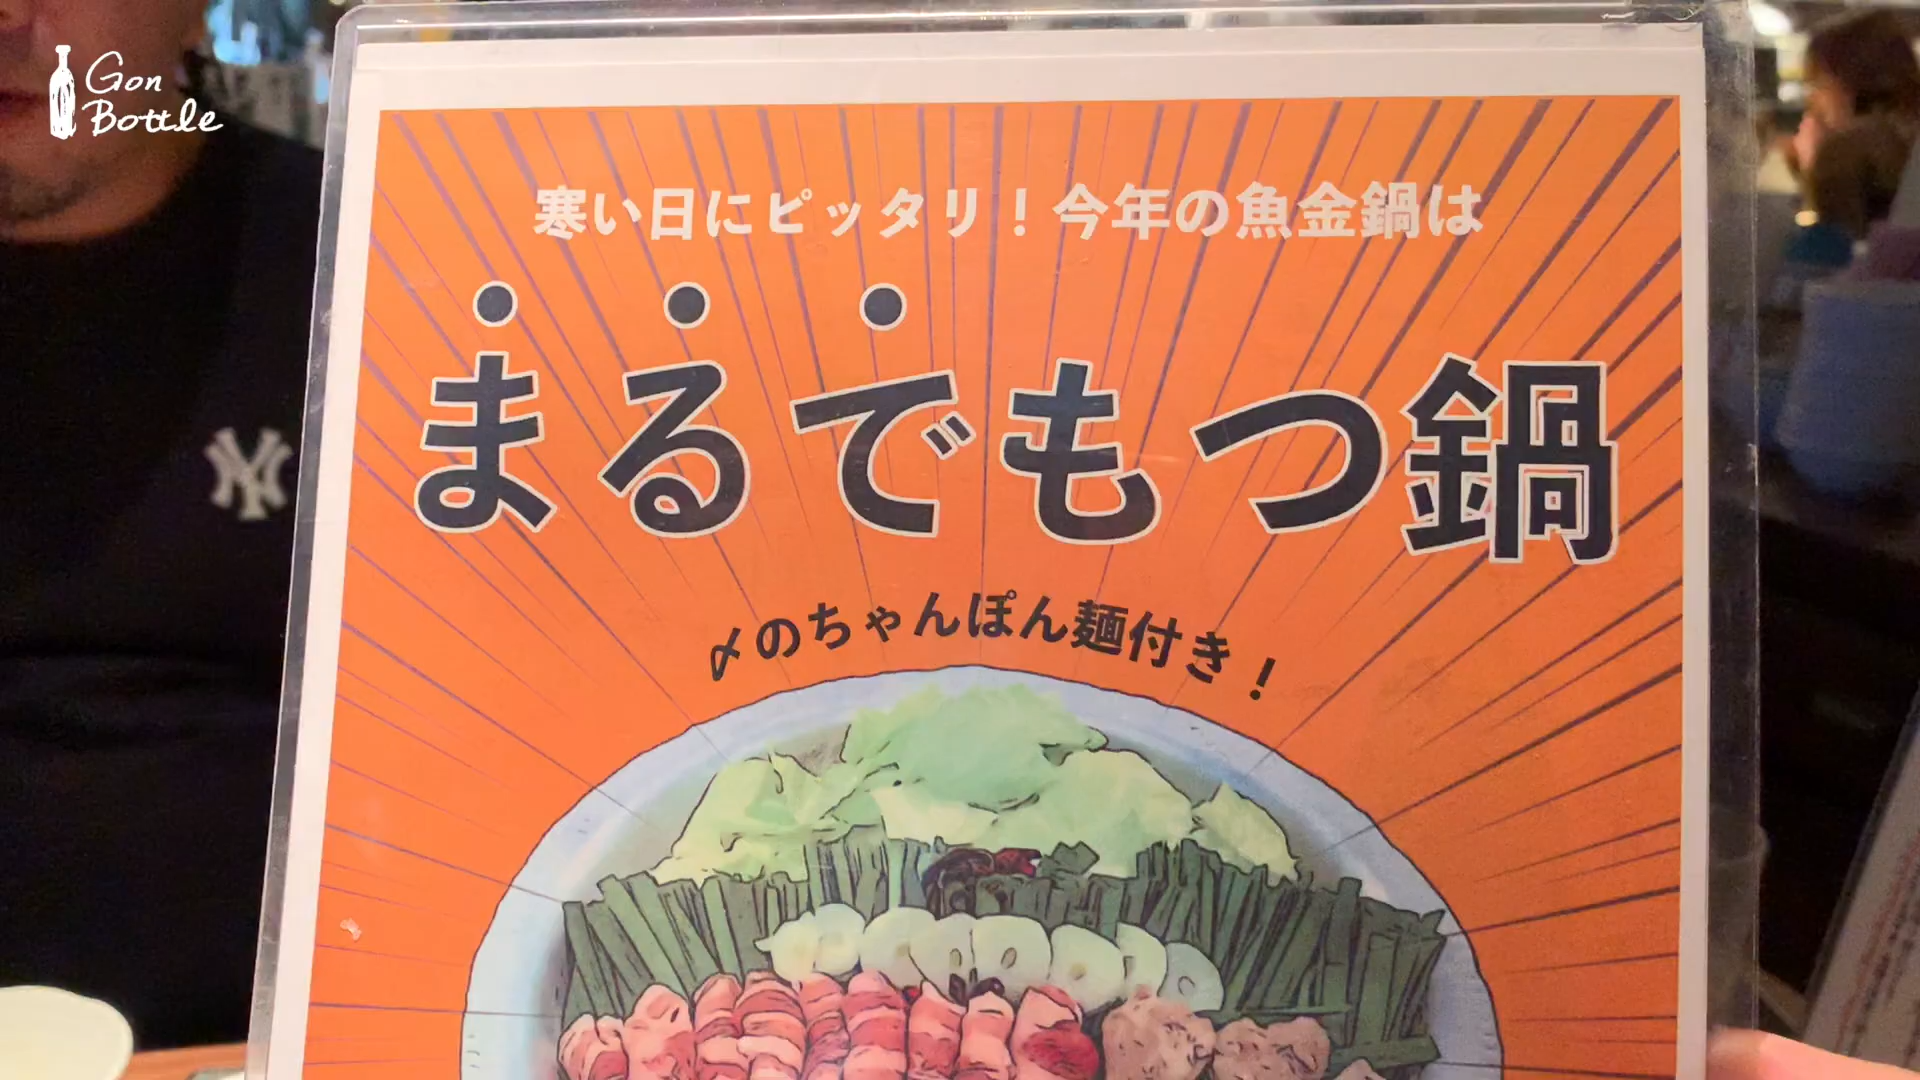 Gon
Bottle
寒い日にピッタリ！今年の魚金鍋は
まるでもつ鍋
〆のちゃんぽん麺付き！
NY